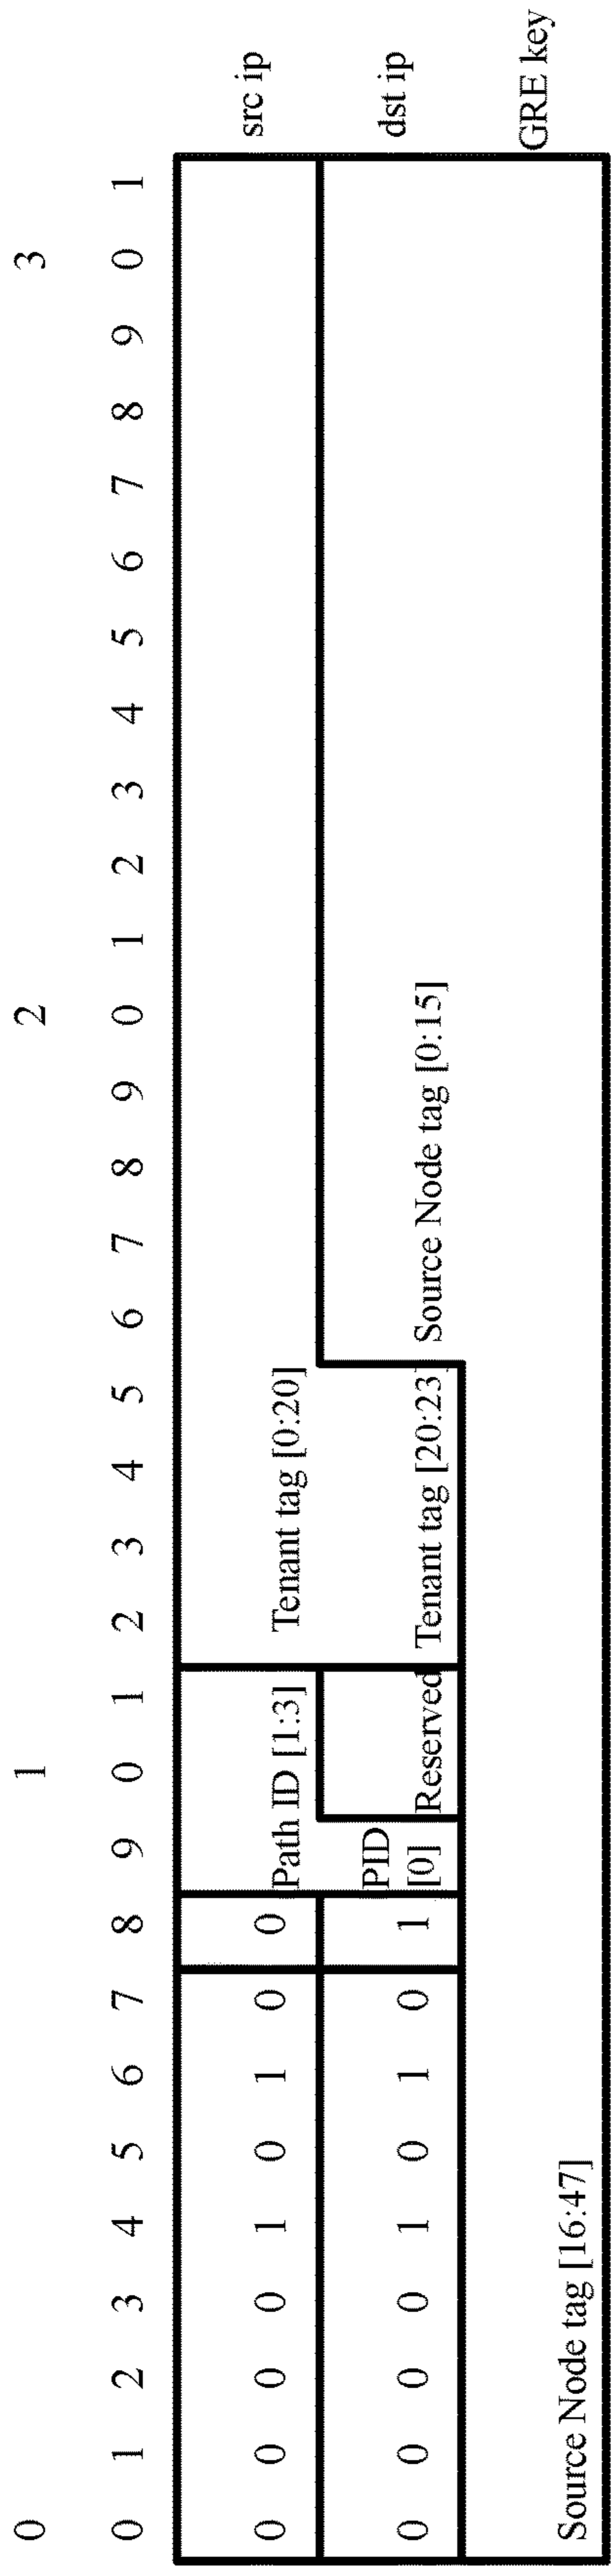 0 1 2 3
0 1 2 3 4 5 6 7 8 9 0 1 2 3 4 5 6 7 8 9 0 1 2 3 4 5 6 7 8 9 0 1
0 0 0 0 1 0 1 0 0 Path ID [1:3] Tenant tag [0:20] src ip
0 0 0 0 1 0 1 0 1 PID [0] Reserved Tenant tag [20:23] Source Node tag [0:15] dst ip
Source Node tag [16:47] GRE key